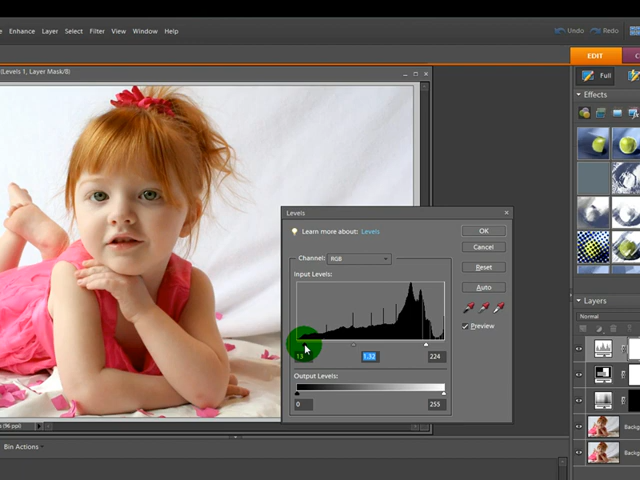 Enhance Layer Select Filter View Window Help
Undo Redo
EDIT
(Levels 1, Layer Mask/8)
Full
Effects
Levels
Learn more about: Levels
OK
Channel: RGB
Cancel
Input Levels:
Reset
Auto
Preview
13 1.32 224
Output Levels:
0 255
Layers
Normal
Backg
Backg
Bin Actions